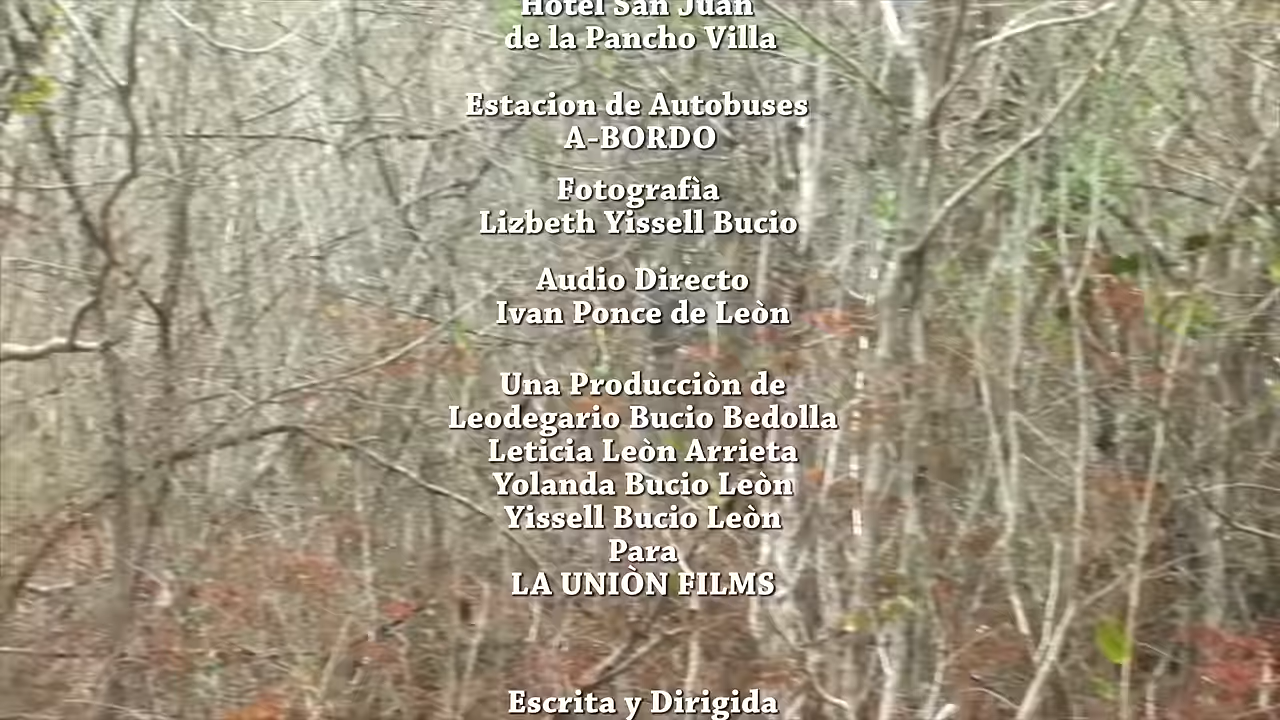 Hotel San Juan
de la Pancho Villa
Estacion de Autobuses
A-BORDO
Fotografìa
Lizbeth Yissell Bucio
Audio Directo
Ivan Ponce de Leòn
Una Producciòn de
Leodegario Bucio Bedolla
Leticia Leòn Arrieta
Yolanda Bucio Leòn
Yissell Bucio Leòn
Para
LA UNIÒN FILMS
Escrita y Dirigida